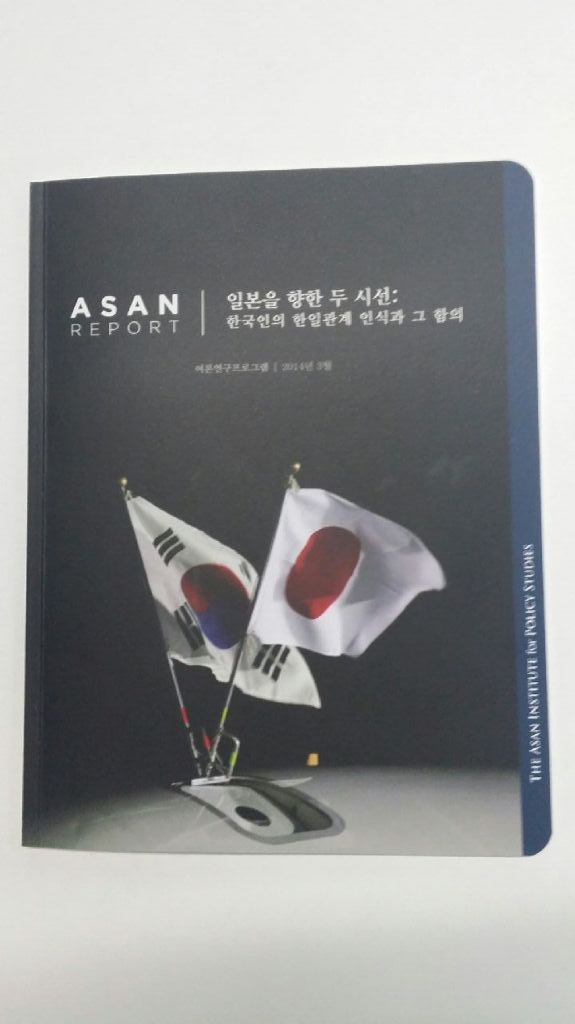 ASAN
REPORT
일본을 향한 두 시선:
한국인의 한일관계 인식과 그 함의
여론연구프로그램 | 2014년 3월
THE ASAN INSTITUTE for POLICY STUDIES